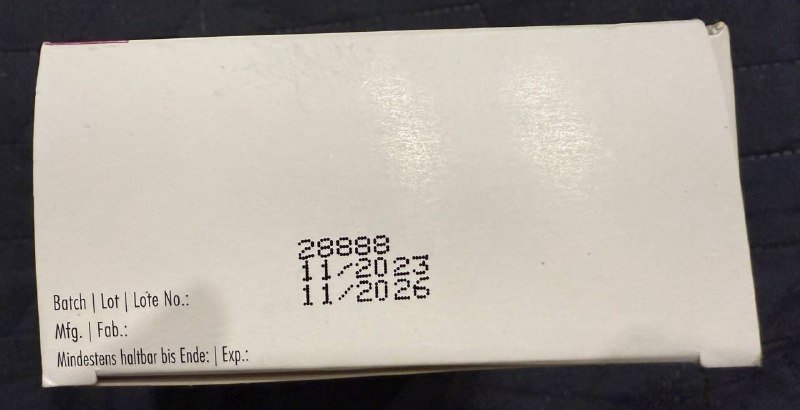 28888
11/2023
11/2026
Batch | Lot | Lote No.:
Mfg. | Fab.:
Mindestens haltbar bis Ende: | Exp.: